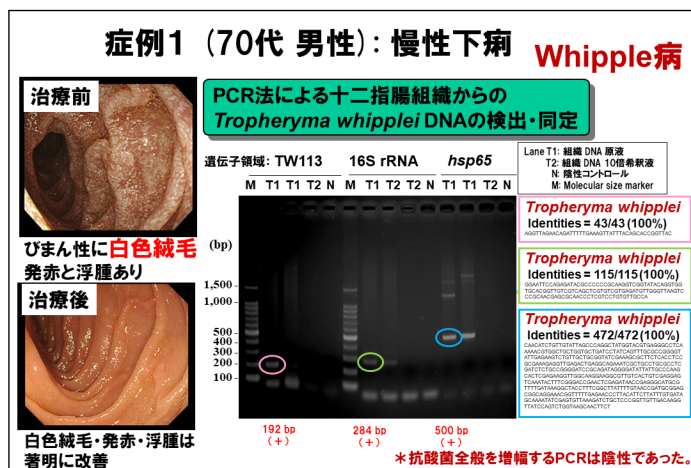 症例1 (70代 男性): 慢性下痢
Whipple病
治療前
PCR法による十二指腸組織からの
Tropheryma whipplei DNAの検出・同定
びまん性に白色絨毛
発赤と浮腫あり
治療後
白色絨毛・発赤・浮腫は
著明に改善
遺伝子領域: TW113 16S rRNA hsp65
M T1 T1 T2 N M T1 T1 T2 T2 N T1 T1 T2 N
(bp)
1,500
1,000
500
400
300
200
100
192 bp
(+)
284 bp
(+)
500 bp
(+)
Lane T1: 組織 DNA 原液
T2: 組織 DNA 10倍希釈液
N: 陰性コントロール
M: Molecular size marker
Tropheryma whipplei
Identities = 43/43 (100%)
AGGTTAGAACAGATTTTTGAAAGTTATTTACAGCACCGGTTAC
Tropheryma whipplei
Identities = 115/115 (100%)
Tropheryma whipplei
Identities = 472/472 (100%)
*抗酸菌全般を増幅するPCRは陰性であった。